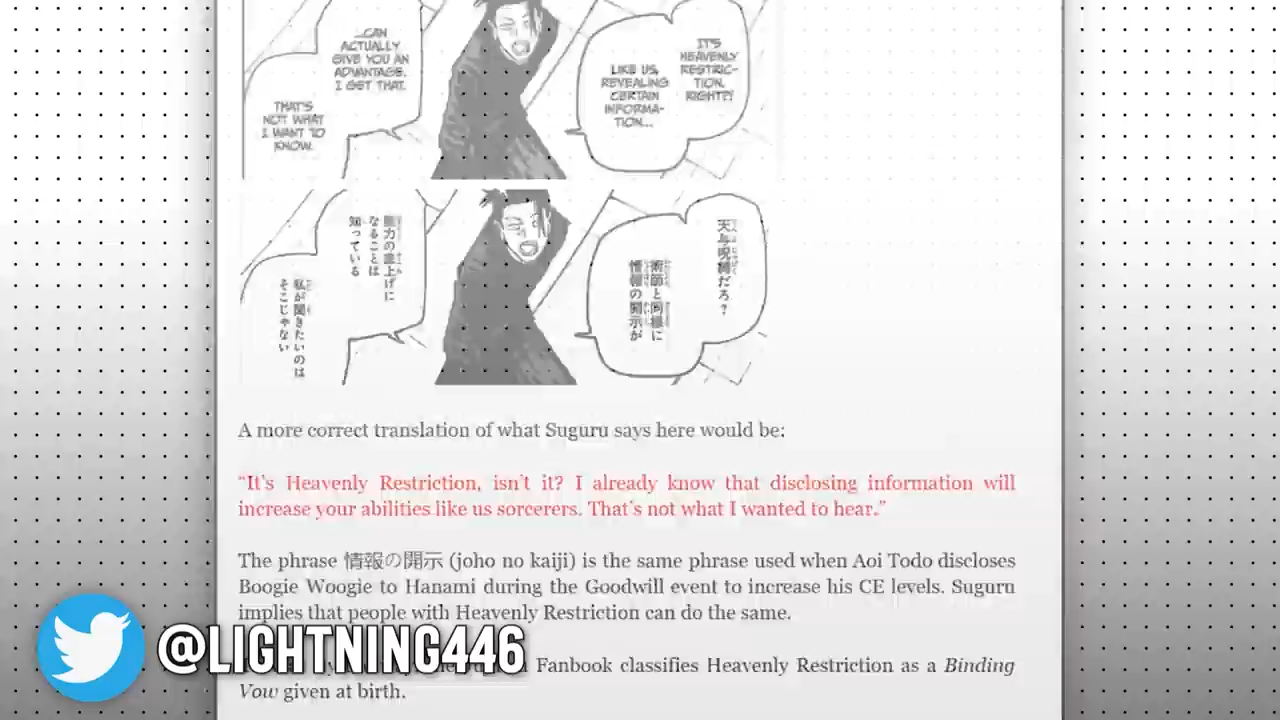 IT'S
HEAVENLY
RESTRIC-
TION,
RIGHT?!
LIKE US,
REVEALING
CERTAIN
INFORMA-
TION...
...CAN
ACTUALLY
GIVE YOU AN
ADVANTAGE.
I GET THAT.
THAT'S
NOT WHAT
I WANT TO
KNOW.
天与呪縛だろ?
術師と同様に
情報の開示が
能力の底上げに
なることは
知っている
私が聞きたいのは
そこじゃない
A more correct translation of what Suguru says here would be:
“It's Heavenly Restriction, isn't it? I already know that disclosing information will
increase your abilities like us sorcerers. That's not what I wanted to hear.”
The phrase 情報の開示 (joho no kaiji) is the same phrase used when Aoi Todo discloses
Boogie Woogie to Hanami during the Goodwill event to increase his CE levels. Suguru
implies that people with Heavenly Restriction can do the same.
Fanbook classifies Heavenly Restriction as a Binding
Vow given at birth.
@LIGHTNING446